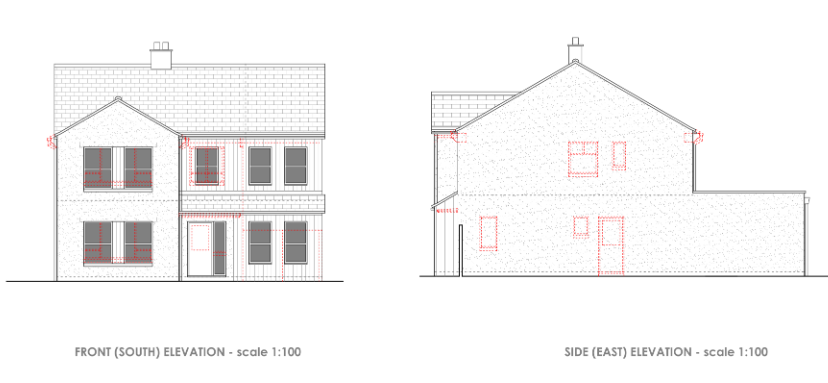 FRONT (SOUTH) ELEVATION - scale 1:100
SIDE (EAST) ELEVATION - scale 1:100